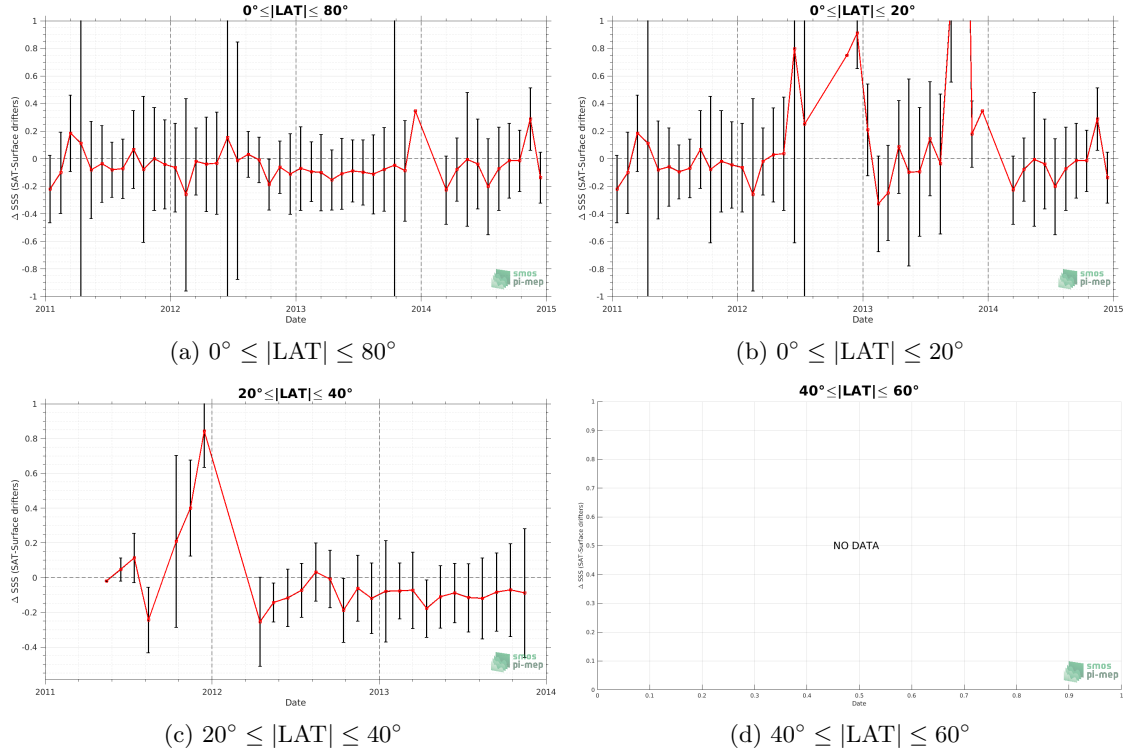 0°≤|LAT|≤ 80°
Δ SSS (SAT-Surface drifters)
1
0.8
0.6
0.4
0.2
0
-0.2
-0.4
-0.6
-0.8
-1
2011
2012
2013
2014
2015
Date
smos
pi-mep
(a) 0° ≤ |LAT| ≤ 80°
0°≤|LAT|≤ 20°
Δ SSS (SAT-Surface drifters)
1
0.8
0.6
0.4
0.2
0
-0.2
-0.4
-0.6
-0.8
-1
2011
2012
2013
2014
2015
Date
smos
pi-mep
(b) 0° ≤ |LAT| ≤ 20°
20°≤|LAT|≤ 40°
Δ SSS (SAT-Surface drifters)
1
0.8
0.6
0.4
0.2
0
-0.2
-0.4
2011
2012
2013
2014
Date
smos
pi-mep
(c) 20° ≤ |LAT| ≤ 40°
40°≤|LAT|≤ 60°
Δ SSS (SAT-Surface drifters)
1
0.9
0.8
0.7
0.6
0.5
0.4
0.3
0.2
0.1
0
NO DATA
0
0.1
0.2
0.3
0.4
0.5
0.6
0.7
0.8
0.9
1
Date
smos
pi-mep
(d) 40° ≤ |LAT| ≤ 60°